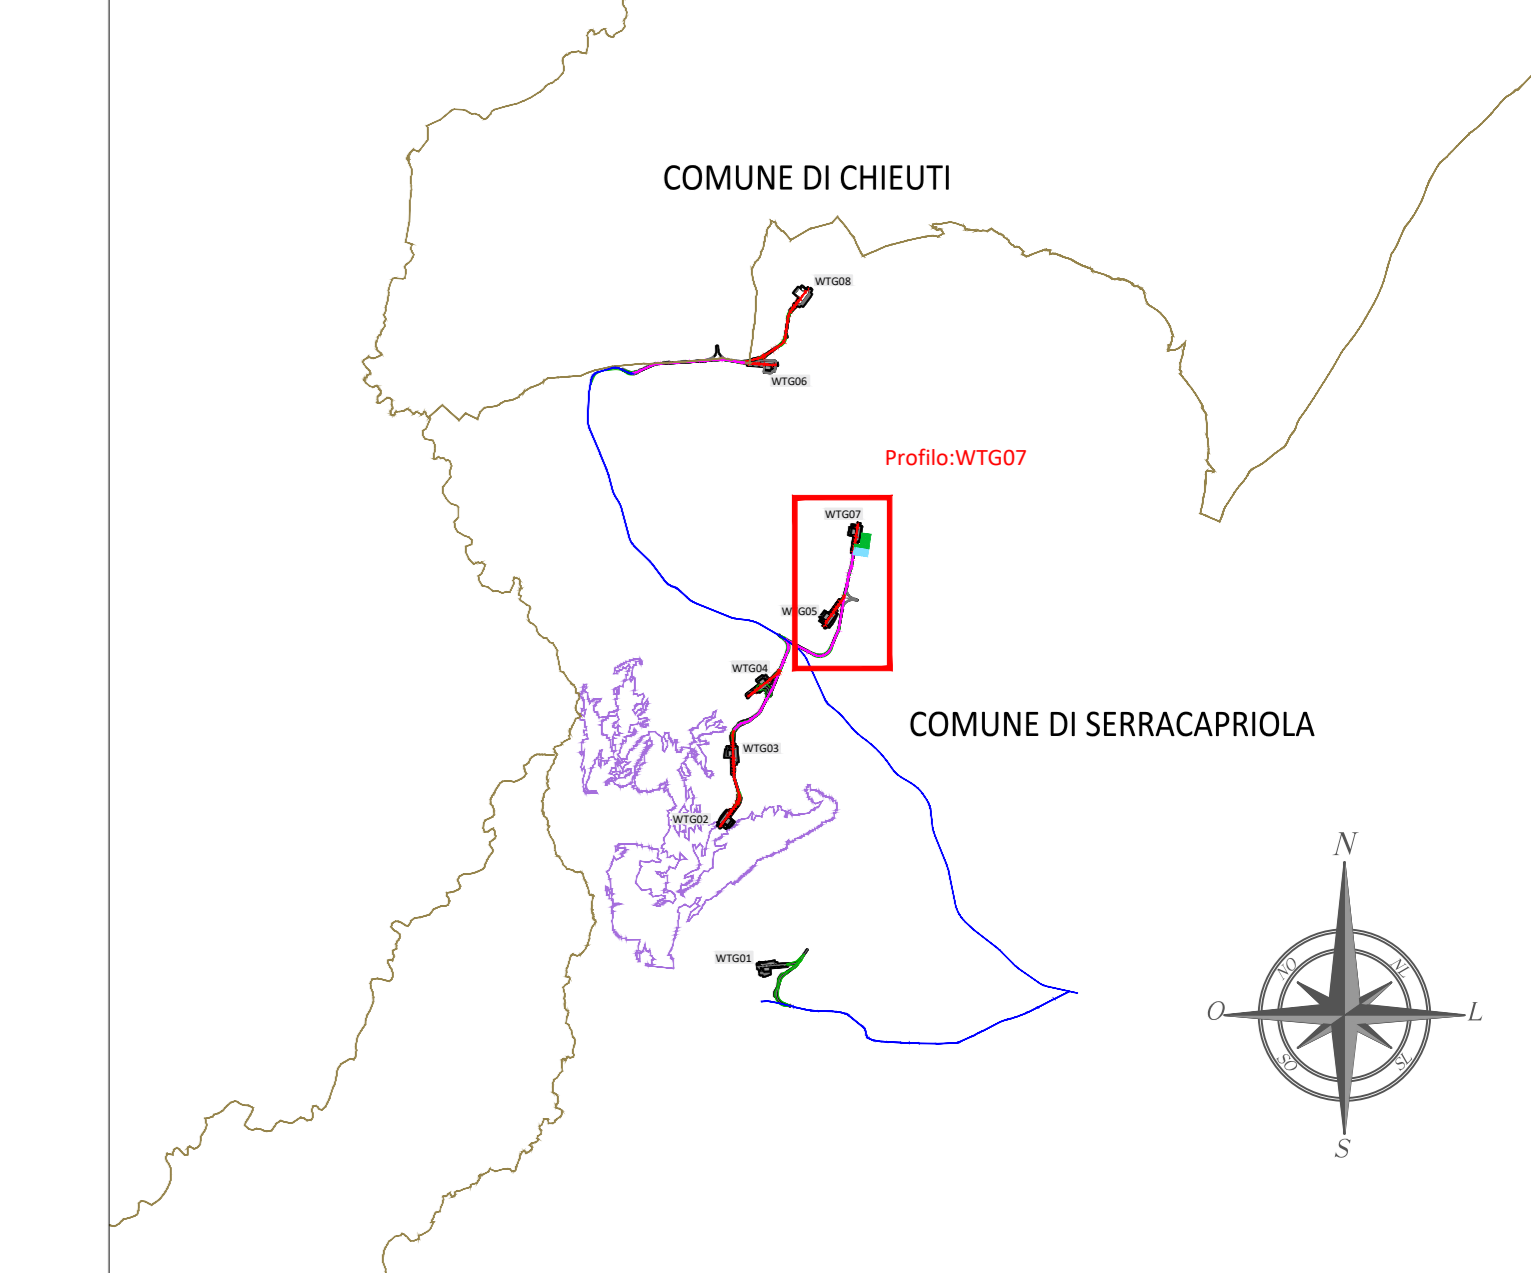 COMUNE DI CHIEUTI
WTG08
WTG06
Profilo:WTG07
WTG07
WTG05
WTG04
COMUNE DI SERRACAPRIOLA
WTG03
WTG02
N
WTG01
NO
NL
O
L
SO
SL
S